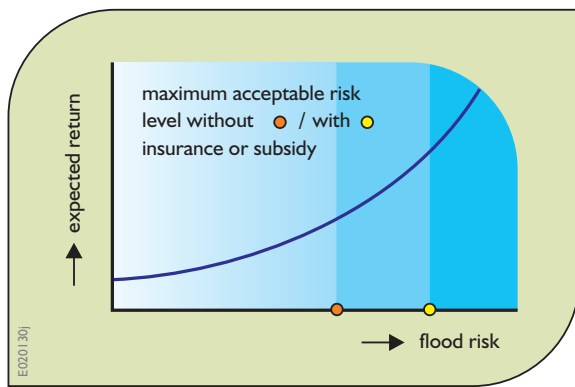 maximum acceptable risk
level without / with
insurance or subsidy
expected return
flood risk
E020130j